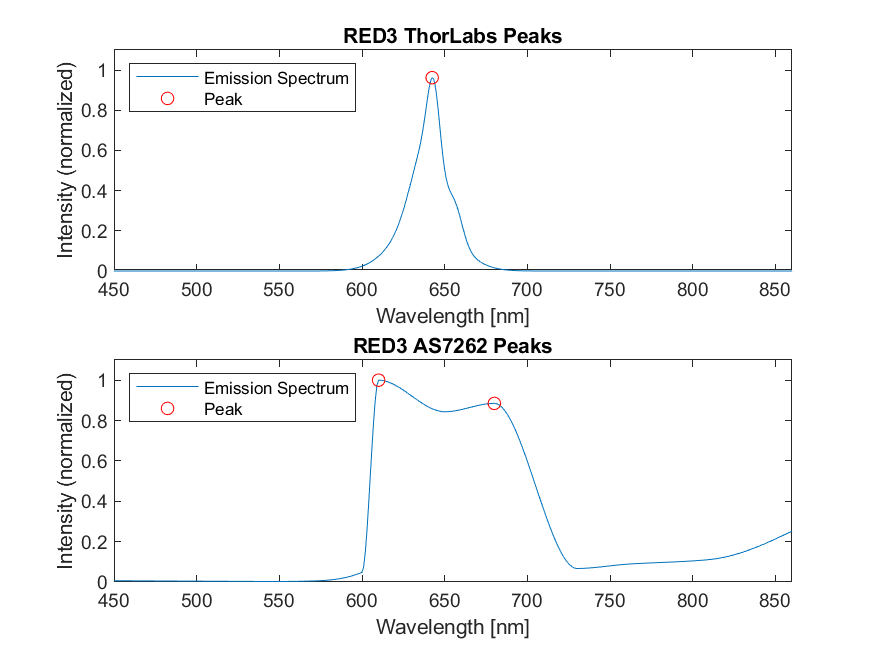 RED3 ThorLabs Peaks
Intensity (normalized)
1
0.8
0.6
0.4
0.2
0
Emission Spectrum
Peak
450 500 550 600 650 700 750 800 850
Wavelength [nm]
RED3 AS7262 Peaks
Intensity (normalized)
1
0.8
0.6
0.4
0.2
0
Emission Spectrum
Peak
450 500 550 600 650 700 750 800 850
Wavelength [nm]